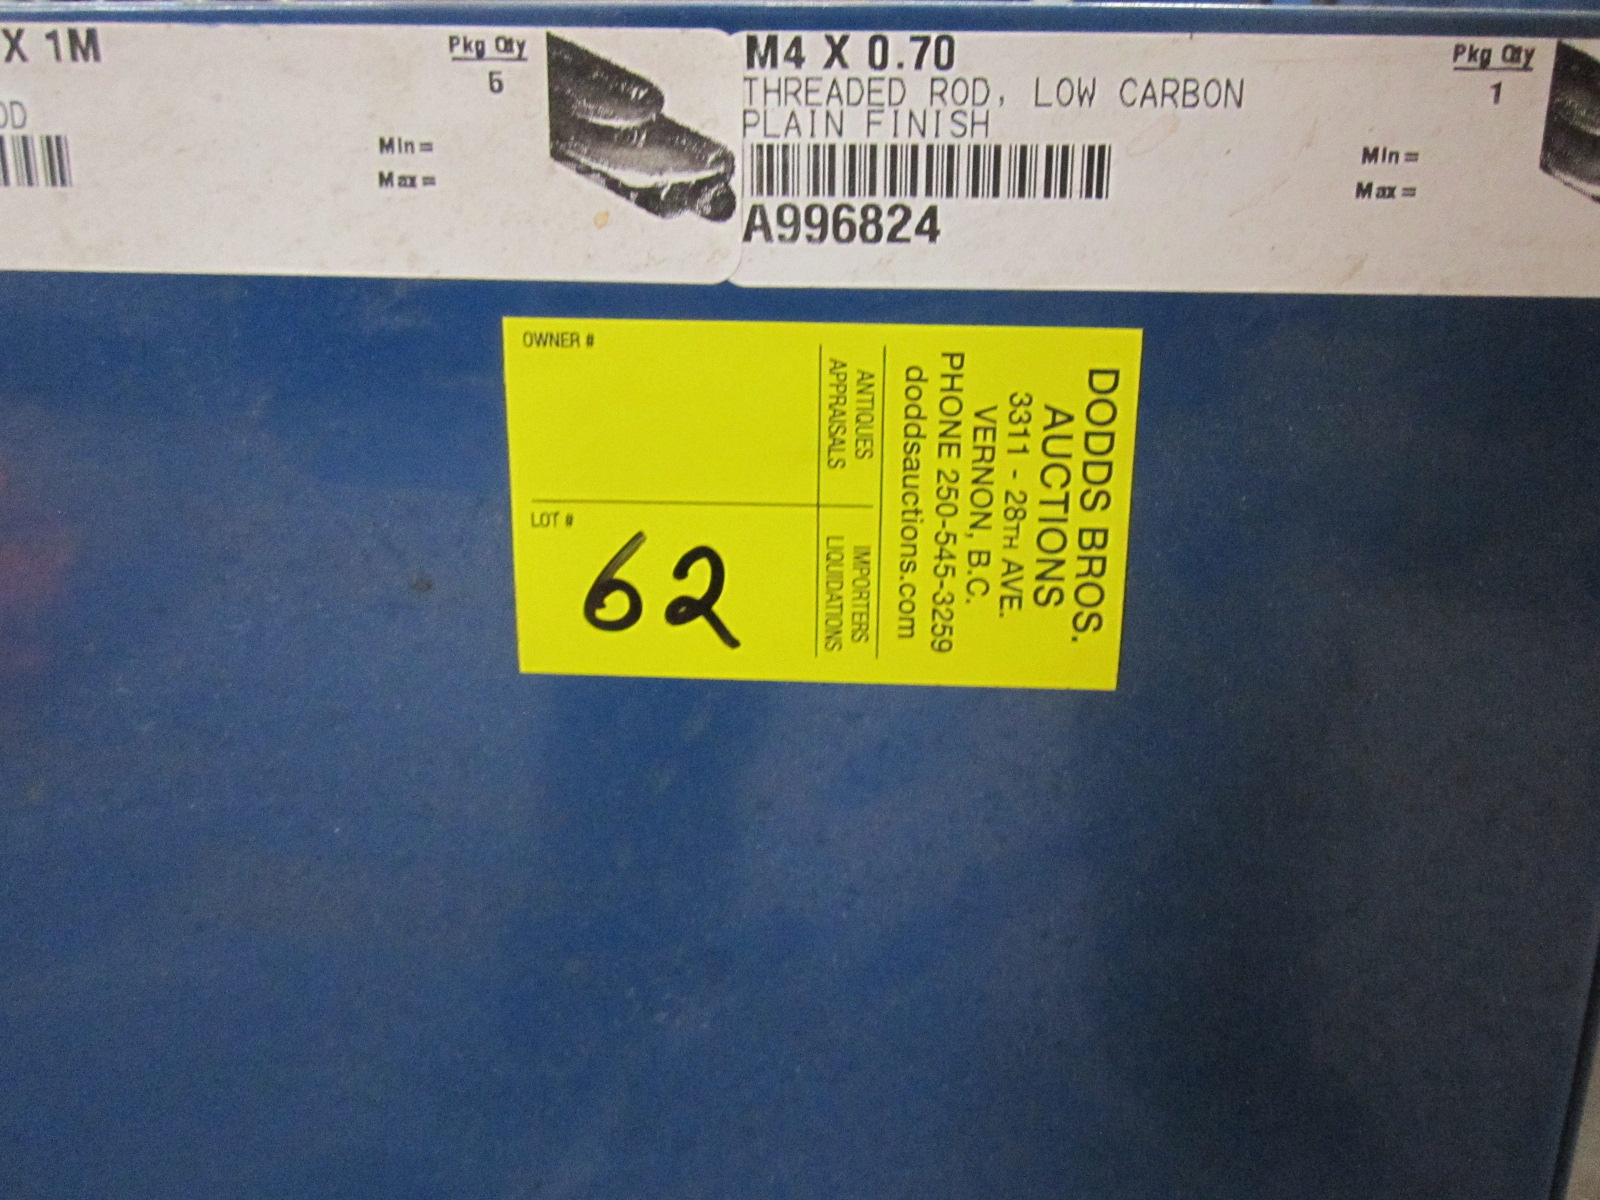 X 1M
Pkg Qty
5
OD
Min=
Max=
M4 X 0.70
THREADED ROD, LOW CARBON
PLAIN FINISH
A996824
Pkg Qty
1
Min=
Max=
OWNER #
LOT #
62
DODDS BROS.
AUCTIONS
3311 - 28TH AVE.
VERNON, B.C.
PHONE 250-545-3259
doddsauctions.com
ANTIQUES IMPORTERS
APPRAISALS LIQUIDATIONS